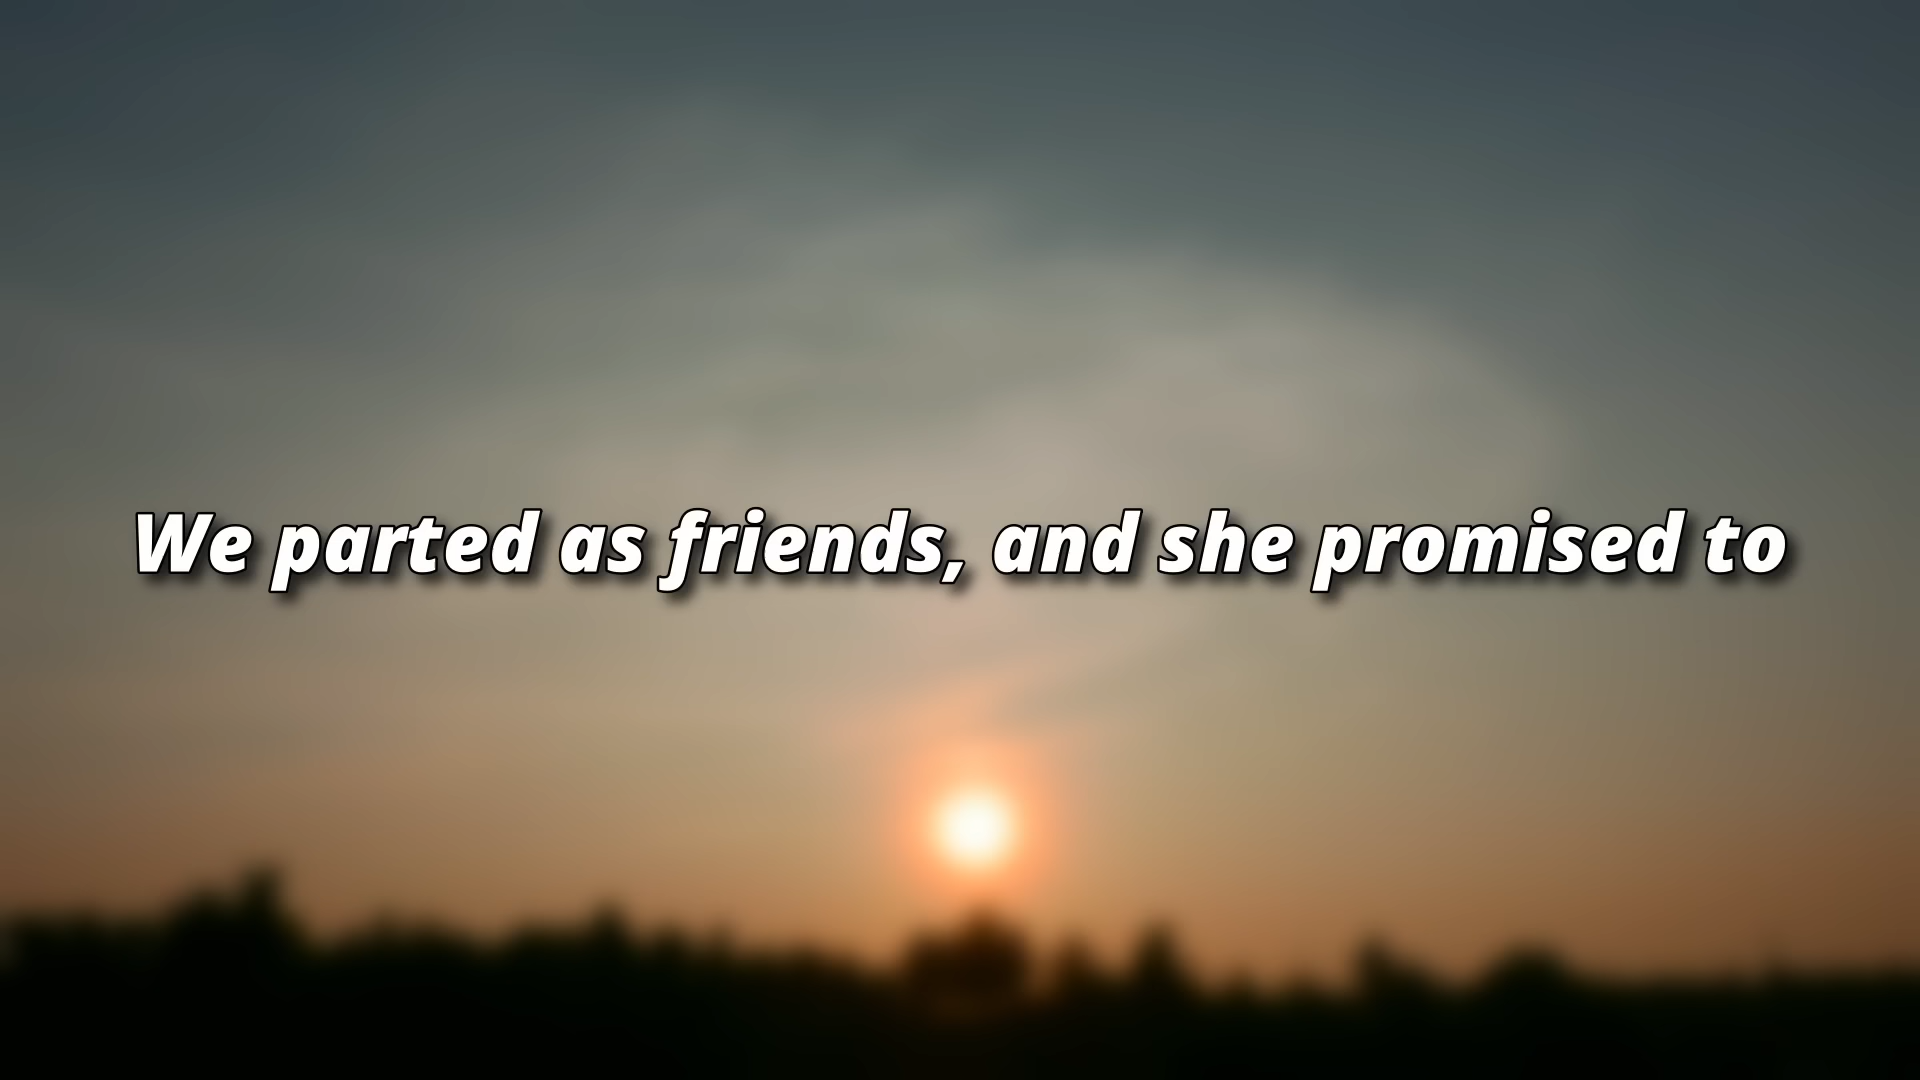 We parted as friends, and she promised to